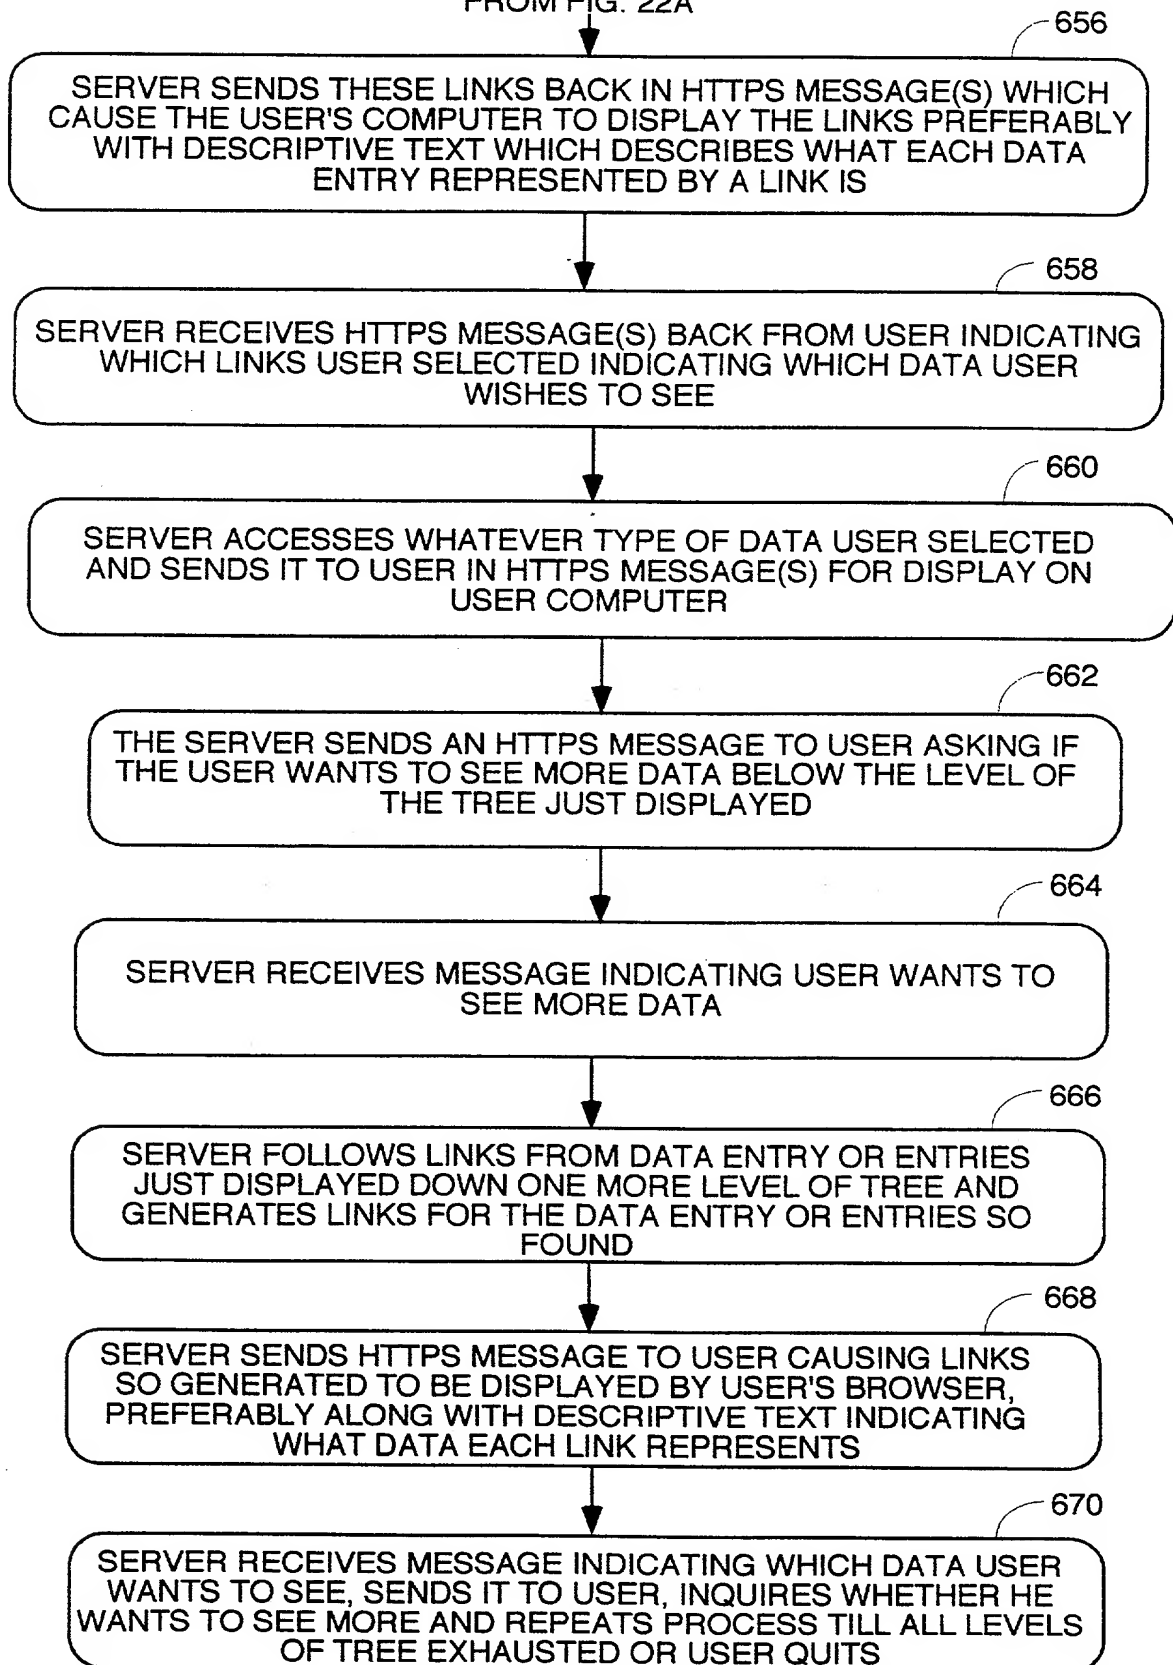 FROM FIG. 22A
656
SERVER SENDS THESE LINKS BACK IN HTTPS MESSAGE(S) WHICH
CAUSE THE USER'S COMPUTER TO DISPLAY THE LINKS PREFERABLY
WITH DESCRIPTIVE TEXT WHICH DESCRIBES WHAT EACH DATA
ENTRY REPRESENTED BY A LINK IS
658
SERVER RECEIVES HTTPS MESSAGE(S) BACK FROM USER INDICATING
WHICH LINKS USER SELECTED INDICATING WHICH DATA USER
WISHES TO SEE
660
SERVER ACCESSES WHATEVER TYPE OF DATA USER SELECTED
AND SENDS IT TO USER IN HTTPS MESSAGE(S) FOR DISPLAY ON
USER COMPUTER
662
THE SERVER SENDS AN HTTPS MESSAGE TO USER ASKING IF
THE USER WANTS TO SEE MORE DATA BELOW THE LEVEL OF
THE TREE JUST DISPLAYED
664
SERVER RECEIVES MESSAGE INDICATING USER WANTS TO
SEE MORE DATA
666
SERVER FOLLOWS LINKS FROM DATA ENTRY OR ENTRIES
JUST DISPLAYED DOWN ONE MORE LEVEL OF TREE AND
GENERATES LINKS FOR THE DATA ENTRY OR ENTRIES SO
FOUND
668
SERVER SENDS HTTPS MESSAGE TO USER CAUSING LINKS
SO GENERATED TO BE DISPLAYED BY USER'S BROWSER,
PREFERABLY ALONG WITH DESCRIPTIVE TEXT INDICATING
WHAT DATA EACH LINK REPRESENTS
670
SERVER RECEIVES MESSAGE INDICATING WHICH DATA USER
WANTS TO SEE, SENDS IT TO USER, INQUIRES WHETHER HE
WANTS TO SEE MORE AND REPEATS PROCESS TILL ALL LEVELS
OF TREE EXHAUSTED OR USER QUITS